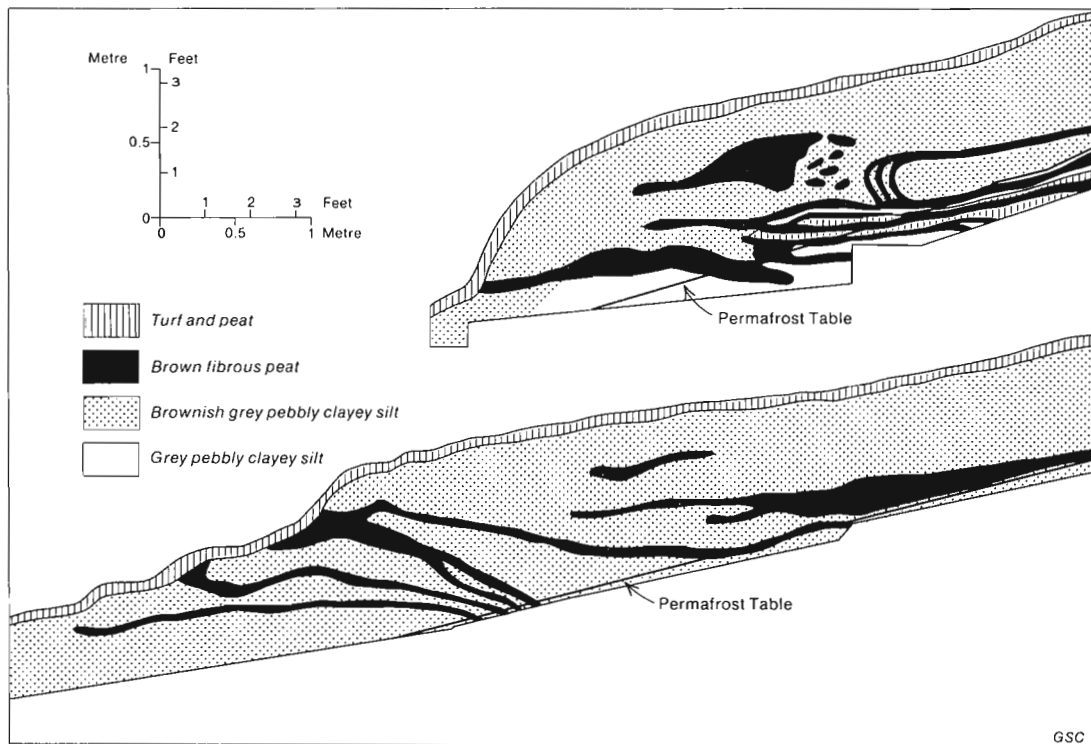 Metre Feet
1 3
2
0.5
1
0
1 2 3 Feet
0 0.5 1 Metre
Turf and peat
Brown fibrous peat
Brownish grey pebbly clayey silt
Grey pebbly clayey silt
Permafrost Table
Permafrost Table
GSC